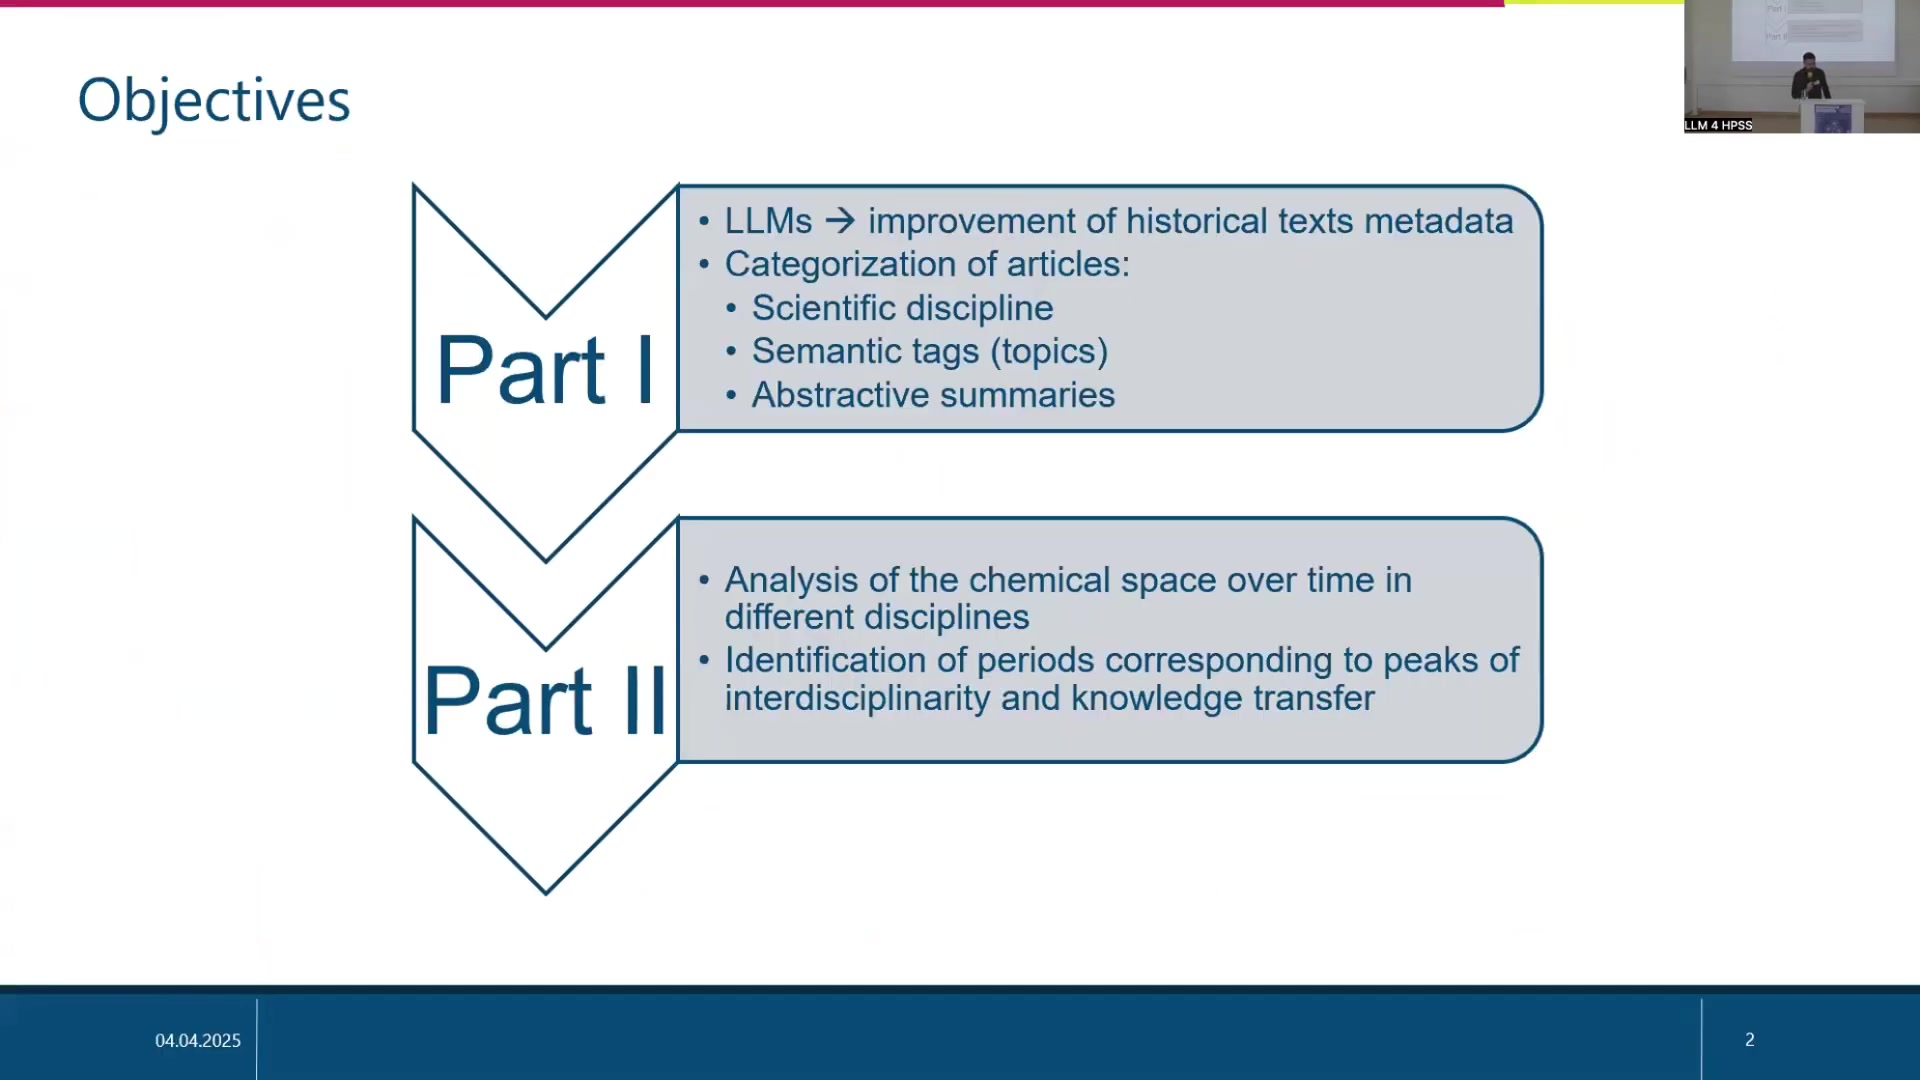 Objectives
LLM 4 HPSS
Part I
• LLMs → improvement of historical texts metadata
• Categorization of articles:
• Scientific discipline
• Semantic tags (topics)
• Abstractive summaries
Part II
• Analysis of the chemical space over time in
different disciplines
• Identification of periods corresponding to peaks of
interdisciplinarity and knowledge transfer
04.04.2025
2